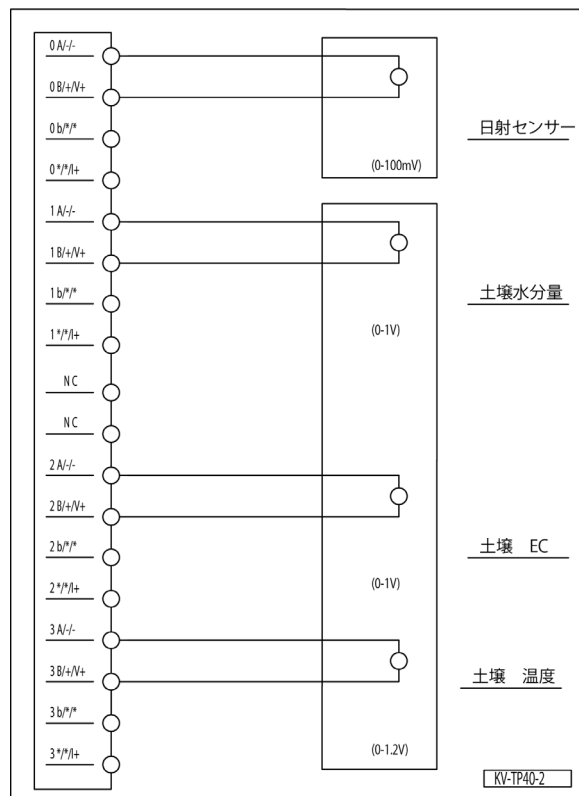 0 A/-/-
0 B/+/V+
0 b/*/*
0 */*/I+
1 A/-/-
1 B/+/V+
1 b/*/*
1 */*/I+
N C
N C
2 A/-/-
2 B/+/V+
2 b/*/*
2 */*/I+
3 A/-/-
3 B/+/V+
3 b/*/*
3 */*/I+
(0-100mV)
日射センサー
(0-1V)
土壌水分量
(0-1V)
土壌 EC
(0-1.2V)
土壌 温度
KV-TP40-2